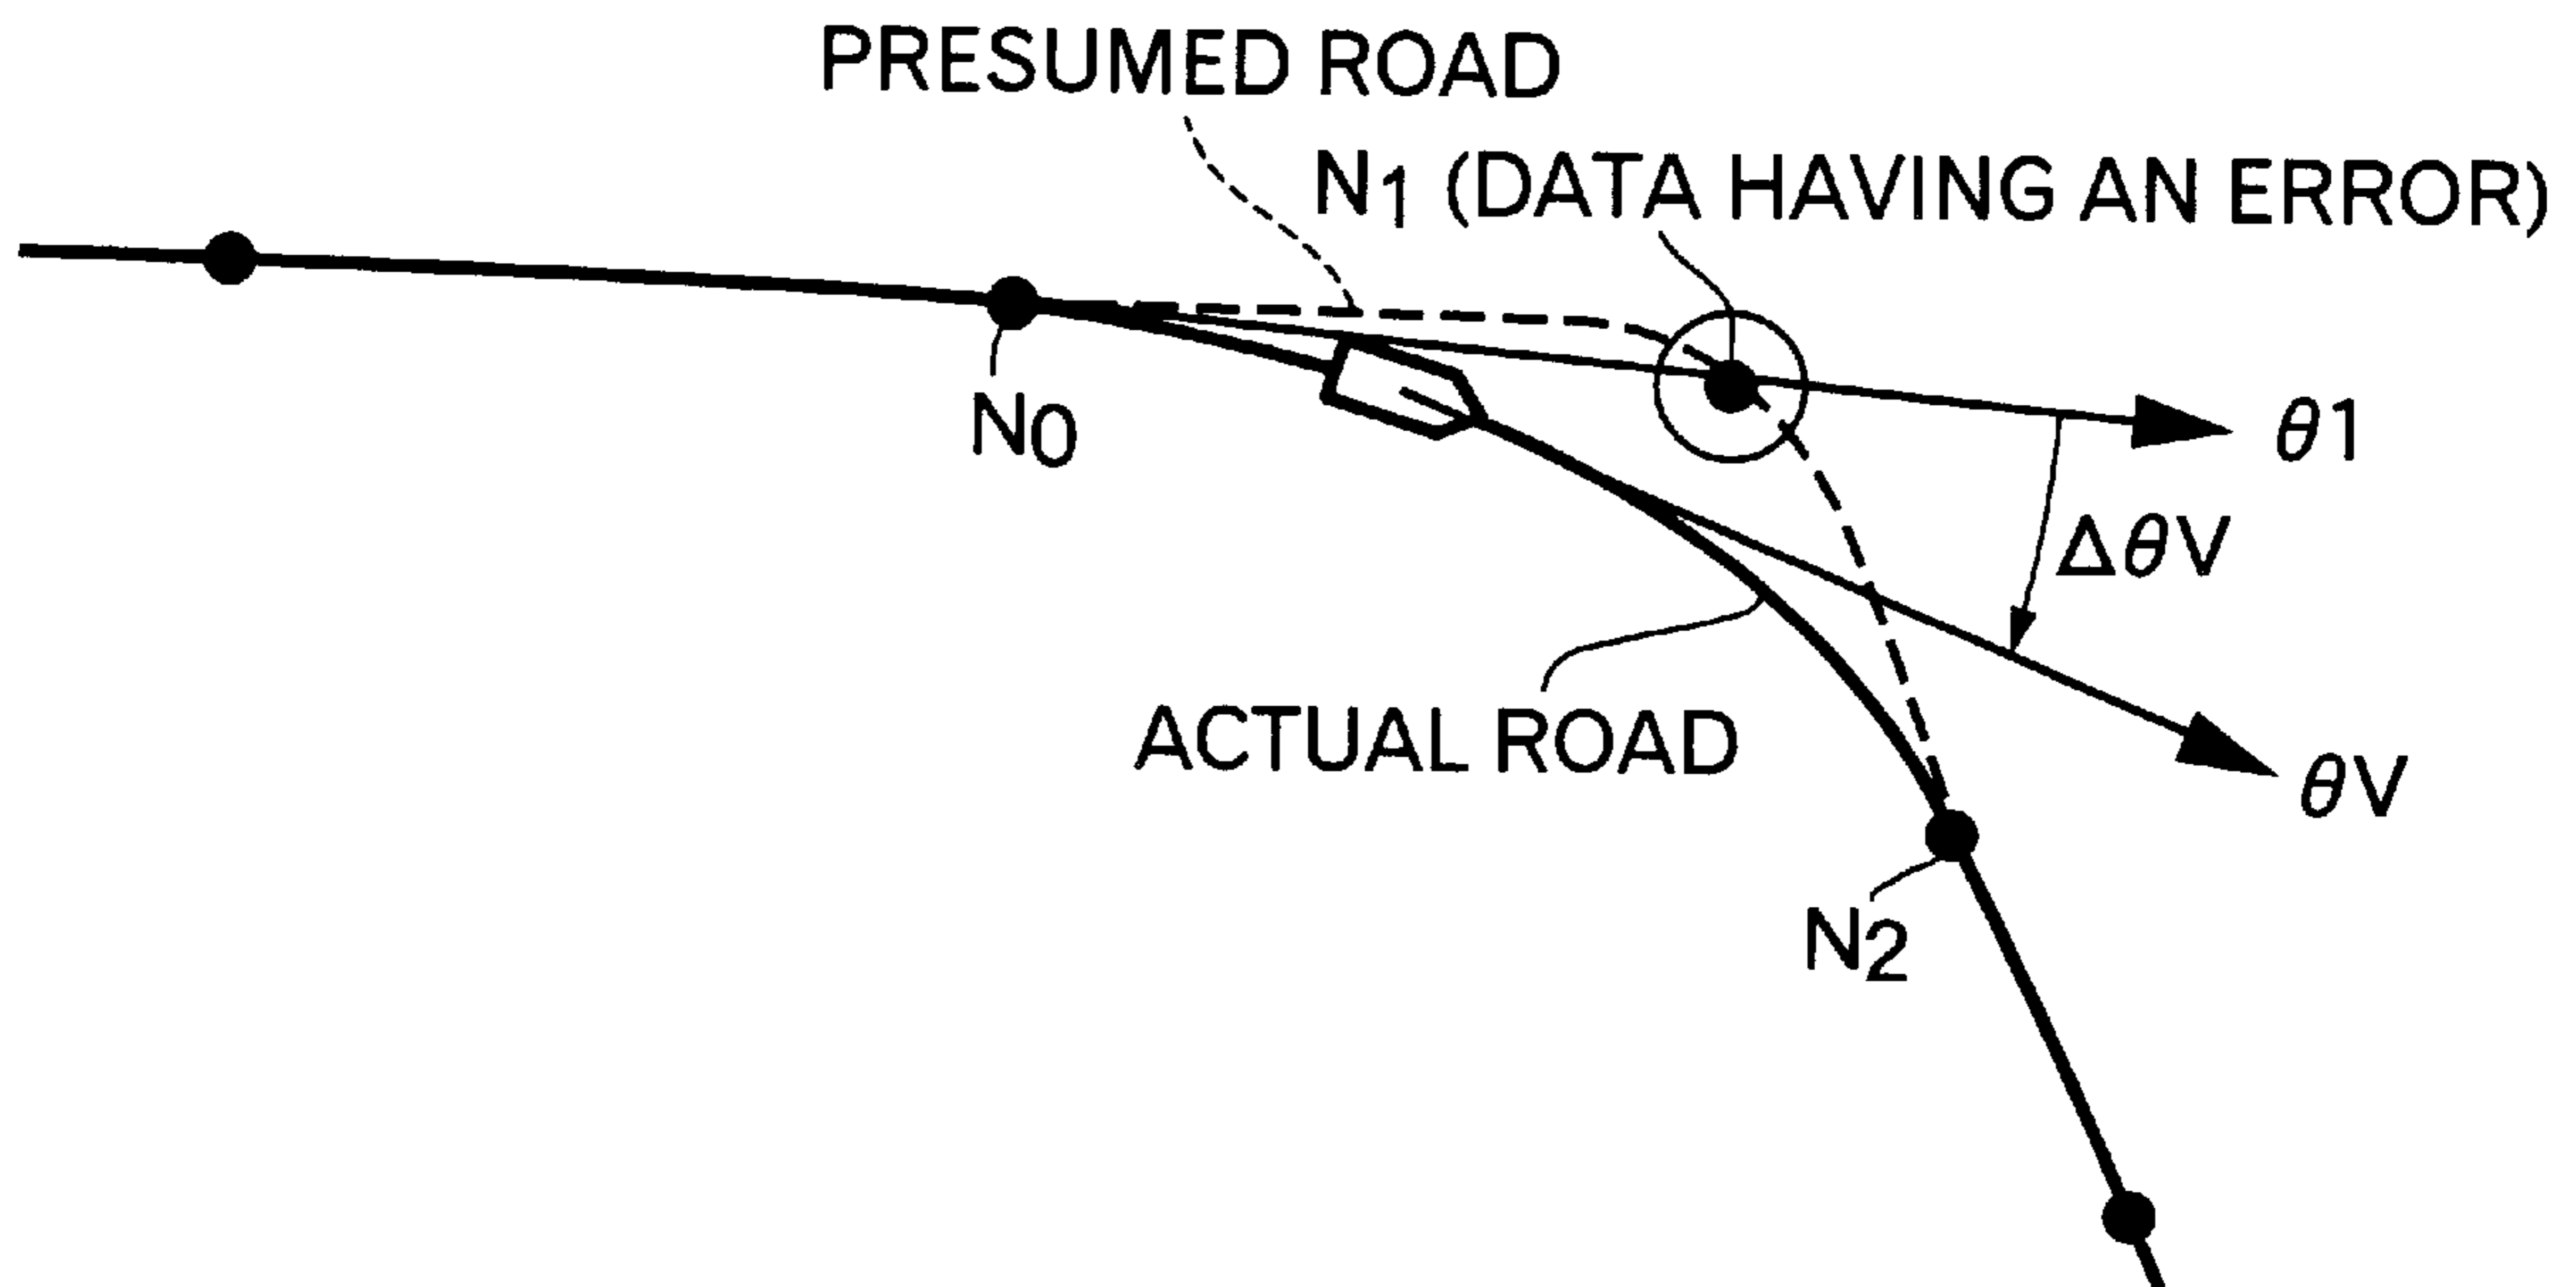 PRESUMED ROAD
N1 (DATA HAVING AN ERROR)
N0
θ1
ΔθV
ACTUAL ROAD
θV
N2